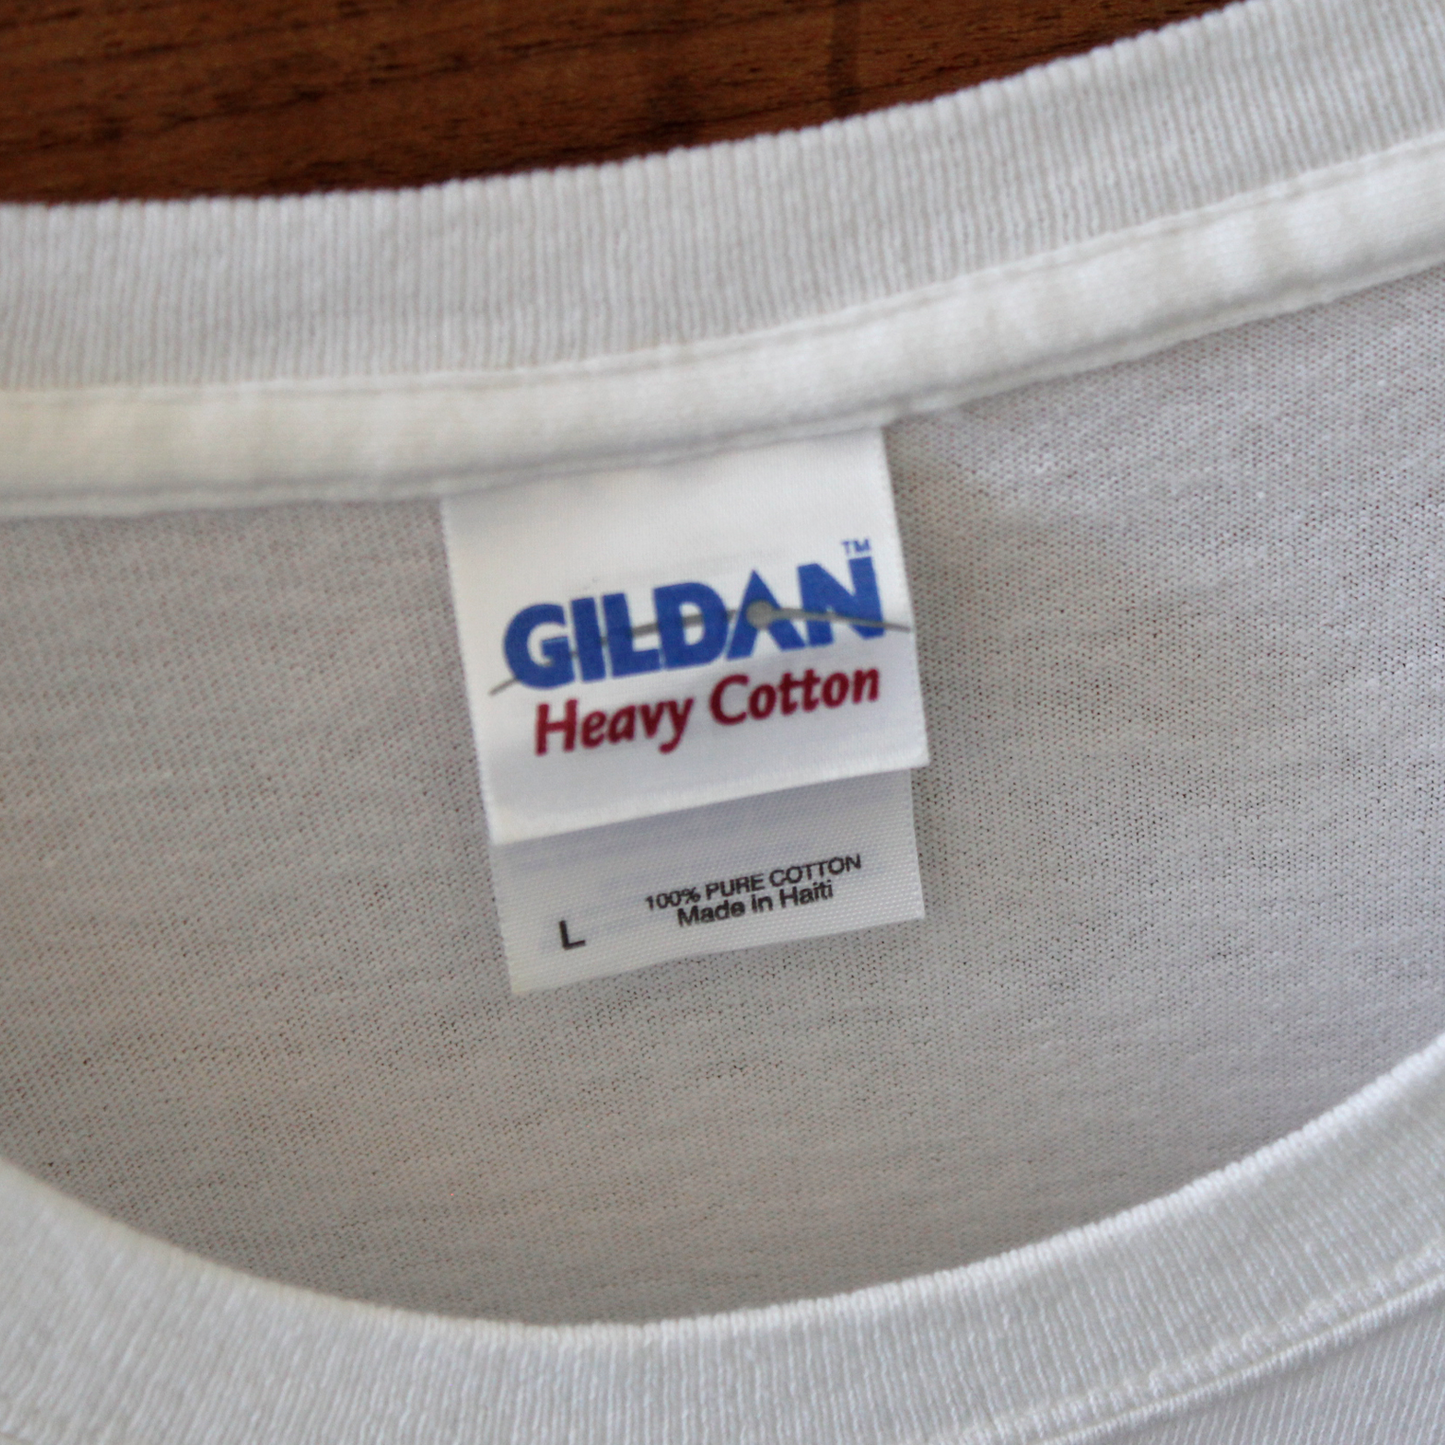 GILDAN™
Heavy Cotton
100% PURE COTTON
Made in Haiti
L